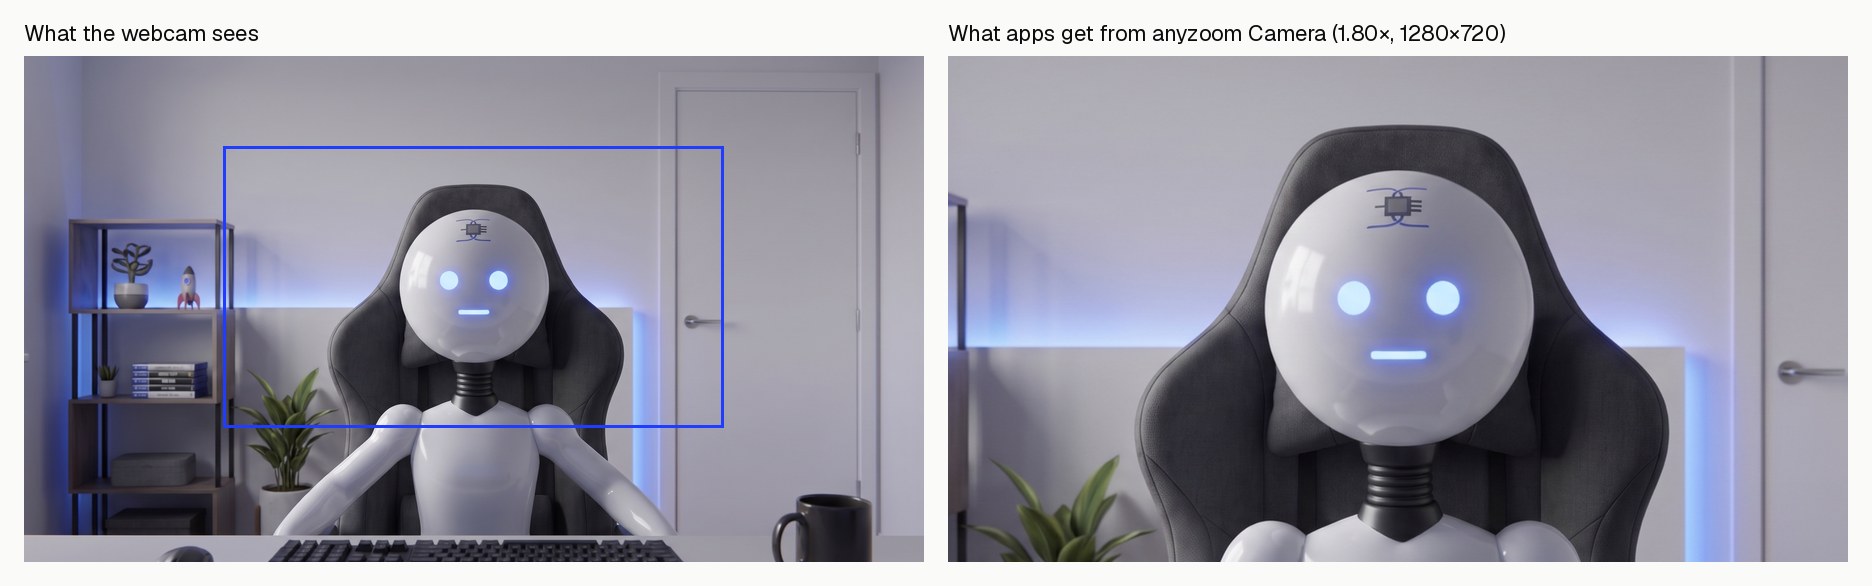 What the webcam sees
What apps get from anyzoom Camera (1.80×, 1280×720)